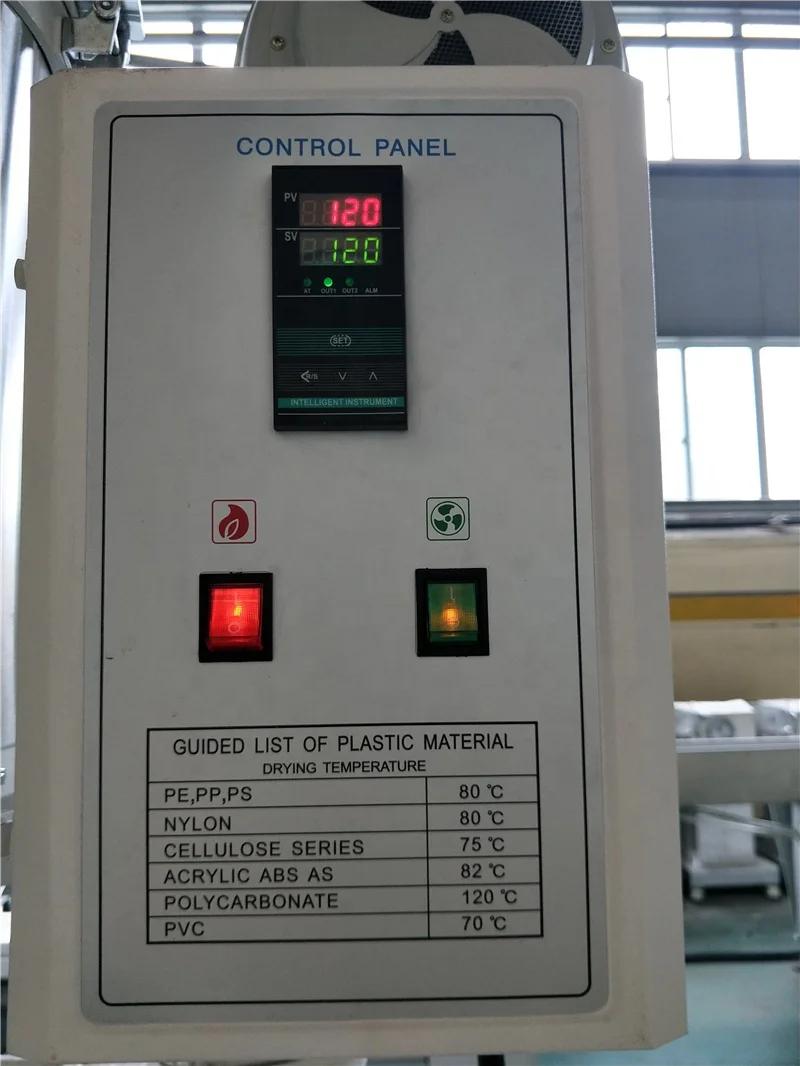 CONTROL PANEL
PV 120
SV 120
AT OUT1 OUT2 ALM
SET
R/S
INTELLIGENT INSTRUMENT
GUIDED LIST OF PLASTIC MATERIAL
DRYING TEMPERATURE
PE,PP,PS 80 ℃
NYLON 80 ℃
CELLULOSE SERIES 75 ℃
ACRYLIC ABS AS 82 ℃
POLYCARBONATE 120 ℃
PVC 70 ℃